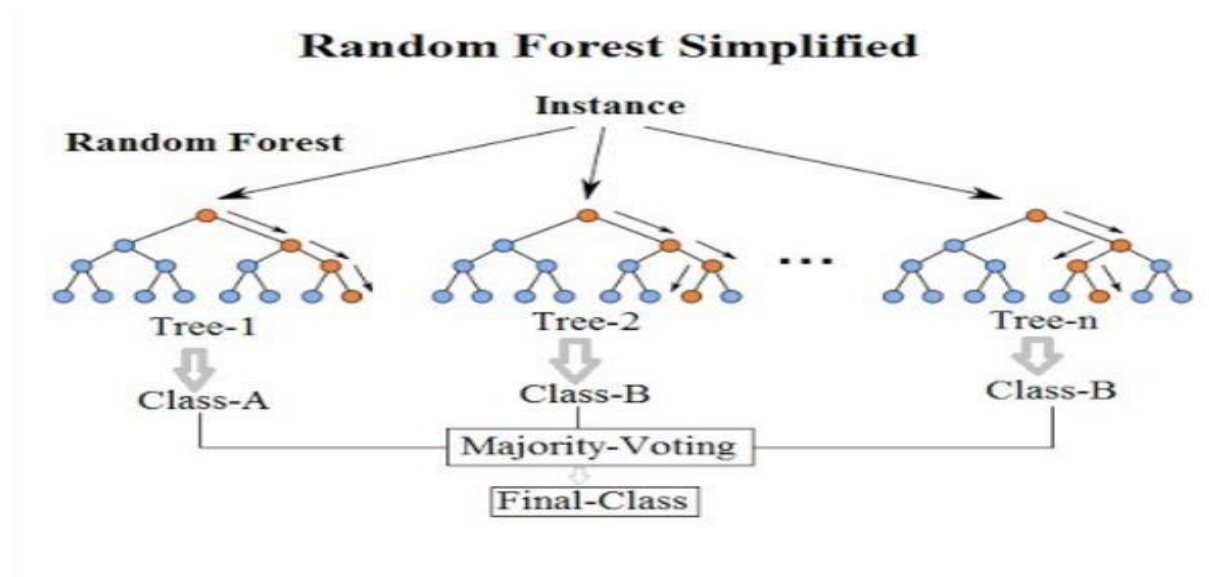 Random Forest Simplified
Instance
Random Forest
...
Tree-1
Tree-2
Tree-n
Class-A
Class-B
Class-B
Majority-Voting
Final-Class